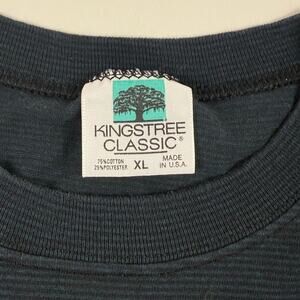 KINGSTREE
CLASSIC®
75% COTTON
25% POLYESTER
XL
MADE
IN U.S.A.